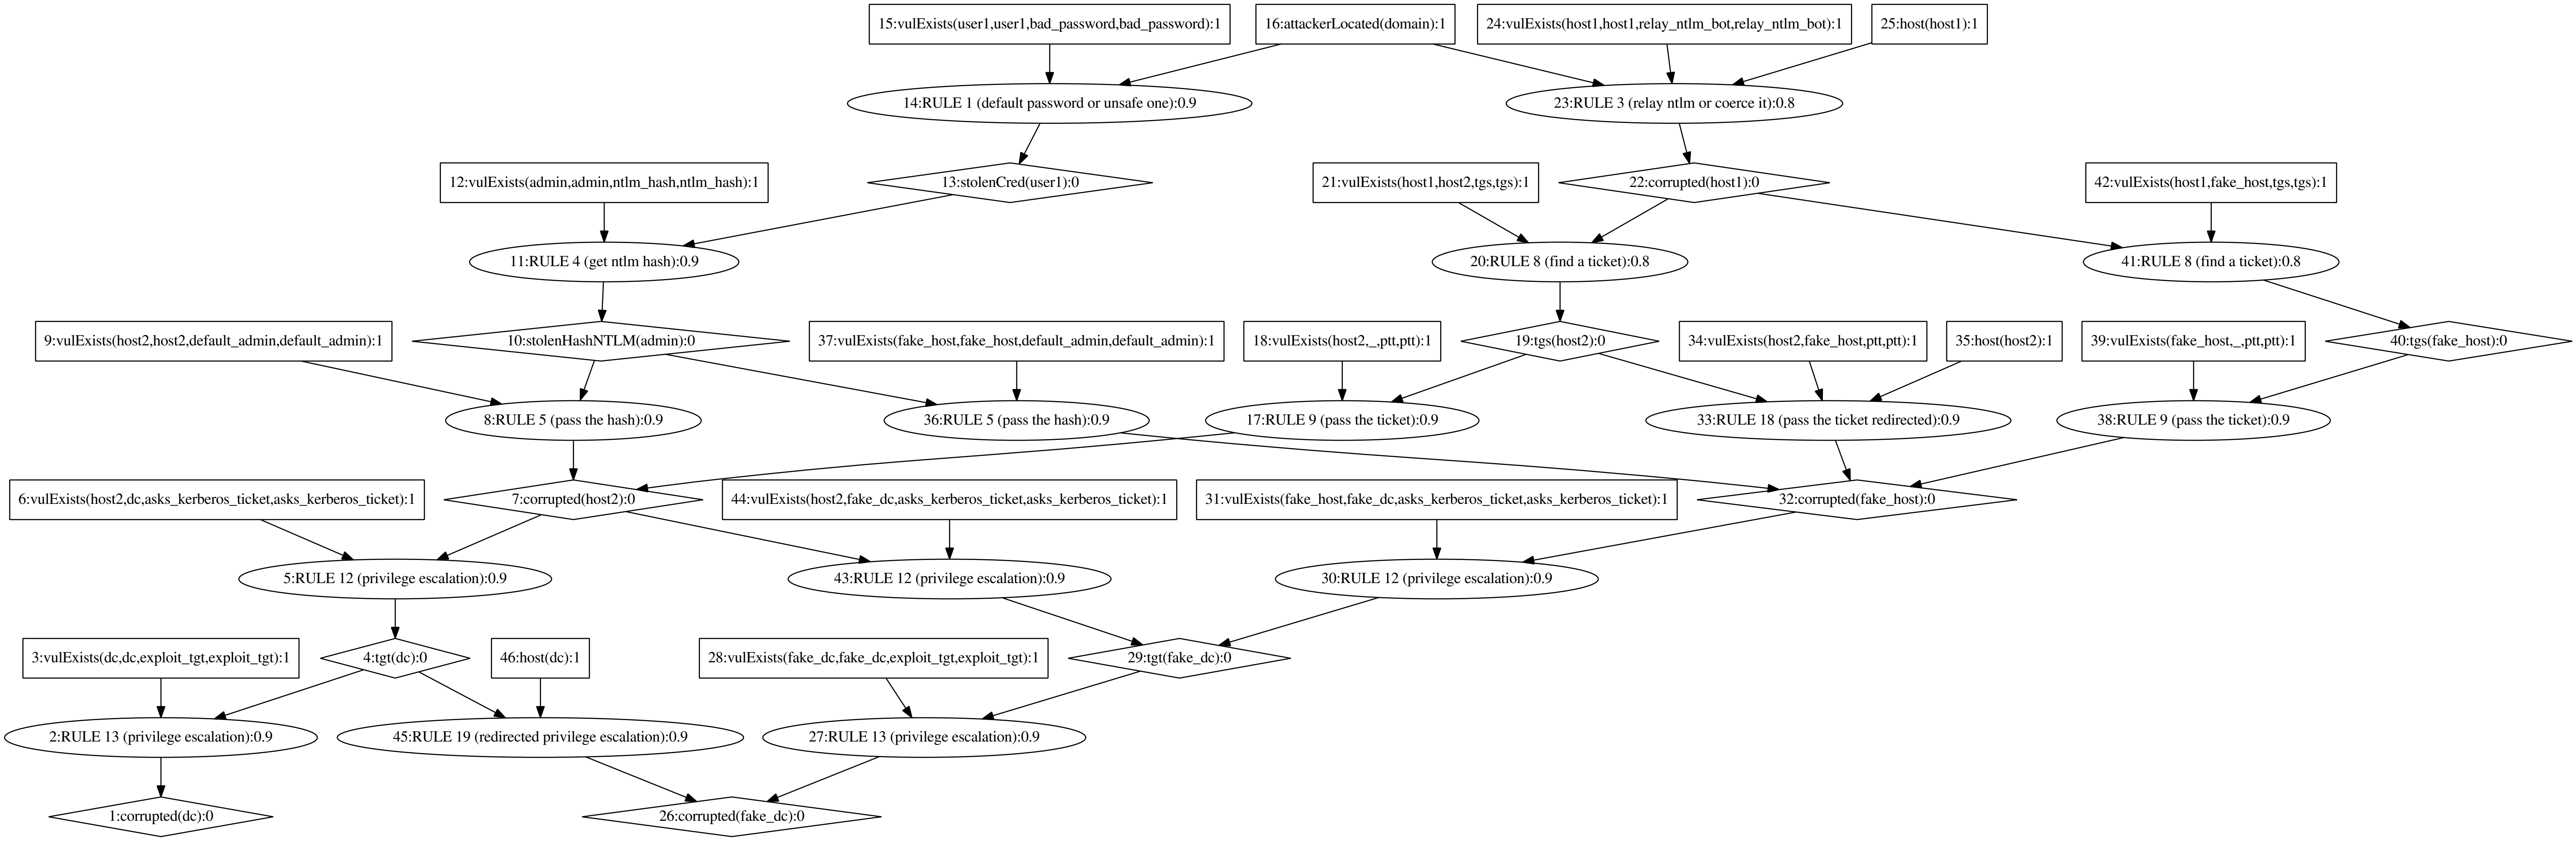 15:vulExists(user1,user1,bad_password,bad_password):1
16:attackerLocated(domain):1
24:vulExists(host1,host1,relay_ntlm_bot,relay_ntlm_bot):1
25:host(host1):1
14:RULE 1 (default password or unsafe one):0.9
23:RULE 3 (relay ntlm or coerce it):0.8
12:vulExists(admin,admin,ntlm_hash,ntlm_hash):1
13:stolenCred(user1):0
21:vulExists(host1,host2,tgs,tgs):1
22:corrupted(host1):0
42:vulExists(host1,fake_host,tgs,tgs):1
11:RULE 4 (get ntlm hash):0.9
20:RULE 8 (find a ticket):0.8
41:RULE 8 (find a ticket):0.8
9:vulExists(host2,host2,default_admin,default_admin):1
10:stolenHashNTLM(admin):0
37:vulExists(fake_host,fake_host,default_admin,default_admin):1
18:vulExists(host2,_,ptt,ptt):1
19:tgs(host2):0
34:vulExists(host2,fake_host,ptt,ptt):1
35:host(host2):1
39:vulExists(fake_host,_,ptt,ptt):1
40:tgs(fake_host):0
8:RULE 5 (pass the hash):0.9
36:RULE 5 (pass the hash):0.9
17:RULE 9 (pass the ticket):0.9
33:RULE 18 (pass the ticket redirected):0.9
38:RULE 9 (pass the ticket):0.9
6:vulExists(host2,dc,asks_kerberos_ticket,asks_kerberos_ticket):1
7:corrupted(host2):0
44:vulExists(host2,fake_dc,asks_kerberos_ticket,asks_kerberos_ticket):1
31:vulExists(fake_host,fake_dc,asks_kerberos_ticket,asks_kerberos_ticket):1
32:corrupted(fake_host):0
5:RULE 12 (privilege escalation):0.9
43:RULE 12 (privilege escalation):0.9
30:RULE 12 (privilege escalation):0.9
3:vulExists(dc,dc,exploit_tgt,exploit_tgt):1
4:tgt(dc):0
46:host(dc):1
28:vulExists(fake_dc,fake_dc,exploit_tgt,exploit_tgt):1
29:tgt(fake_dc):0
2:RULE 13 (privilege escalation):0.9
45:RULE 19 (redirected privilege escalation):0.9
27:RULE 13 (privilege escalation):0.9
1:corrupted(dc):0
26:corrupted(fake_dc):0